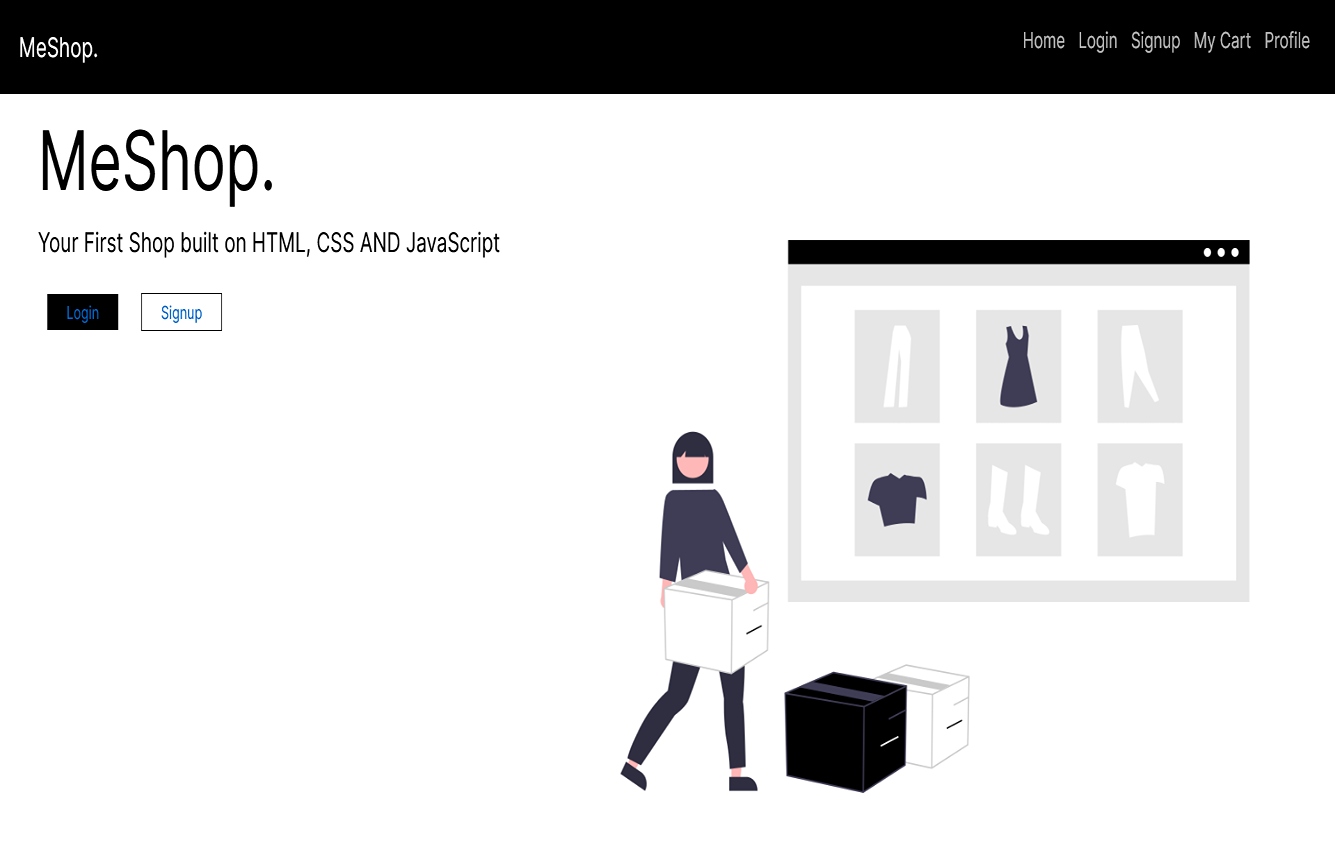 MeShop.
Home Login Signup My Cart Profile
MeShop.
Your First Shop built on HTML, CSS AND JavaScript
Login
Signup